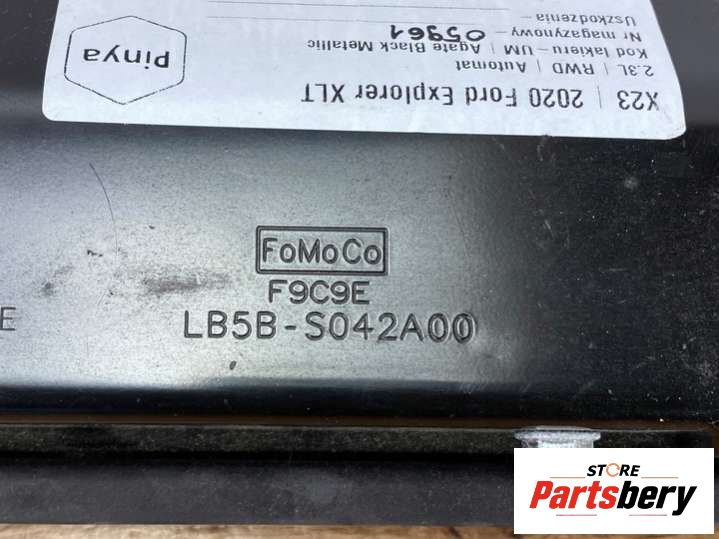 X23 | 2020 Ford Explorer XLT
2.3L | RWD | Automat
Kod lakieru – UM | Agate Black Metallic
Nr magazynowy – 05961
Uszkodzenia –
Pinya
FoMoCo
F9C9E
LB5B-S042A00
E
STORE
Partsbery